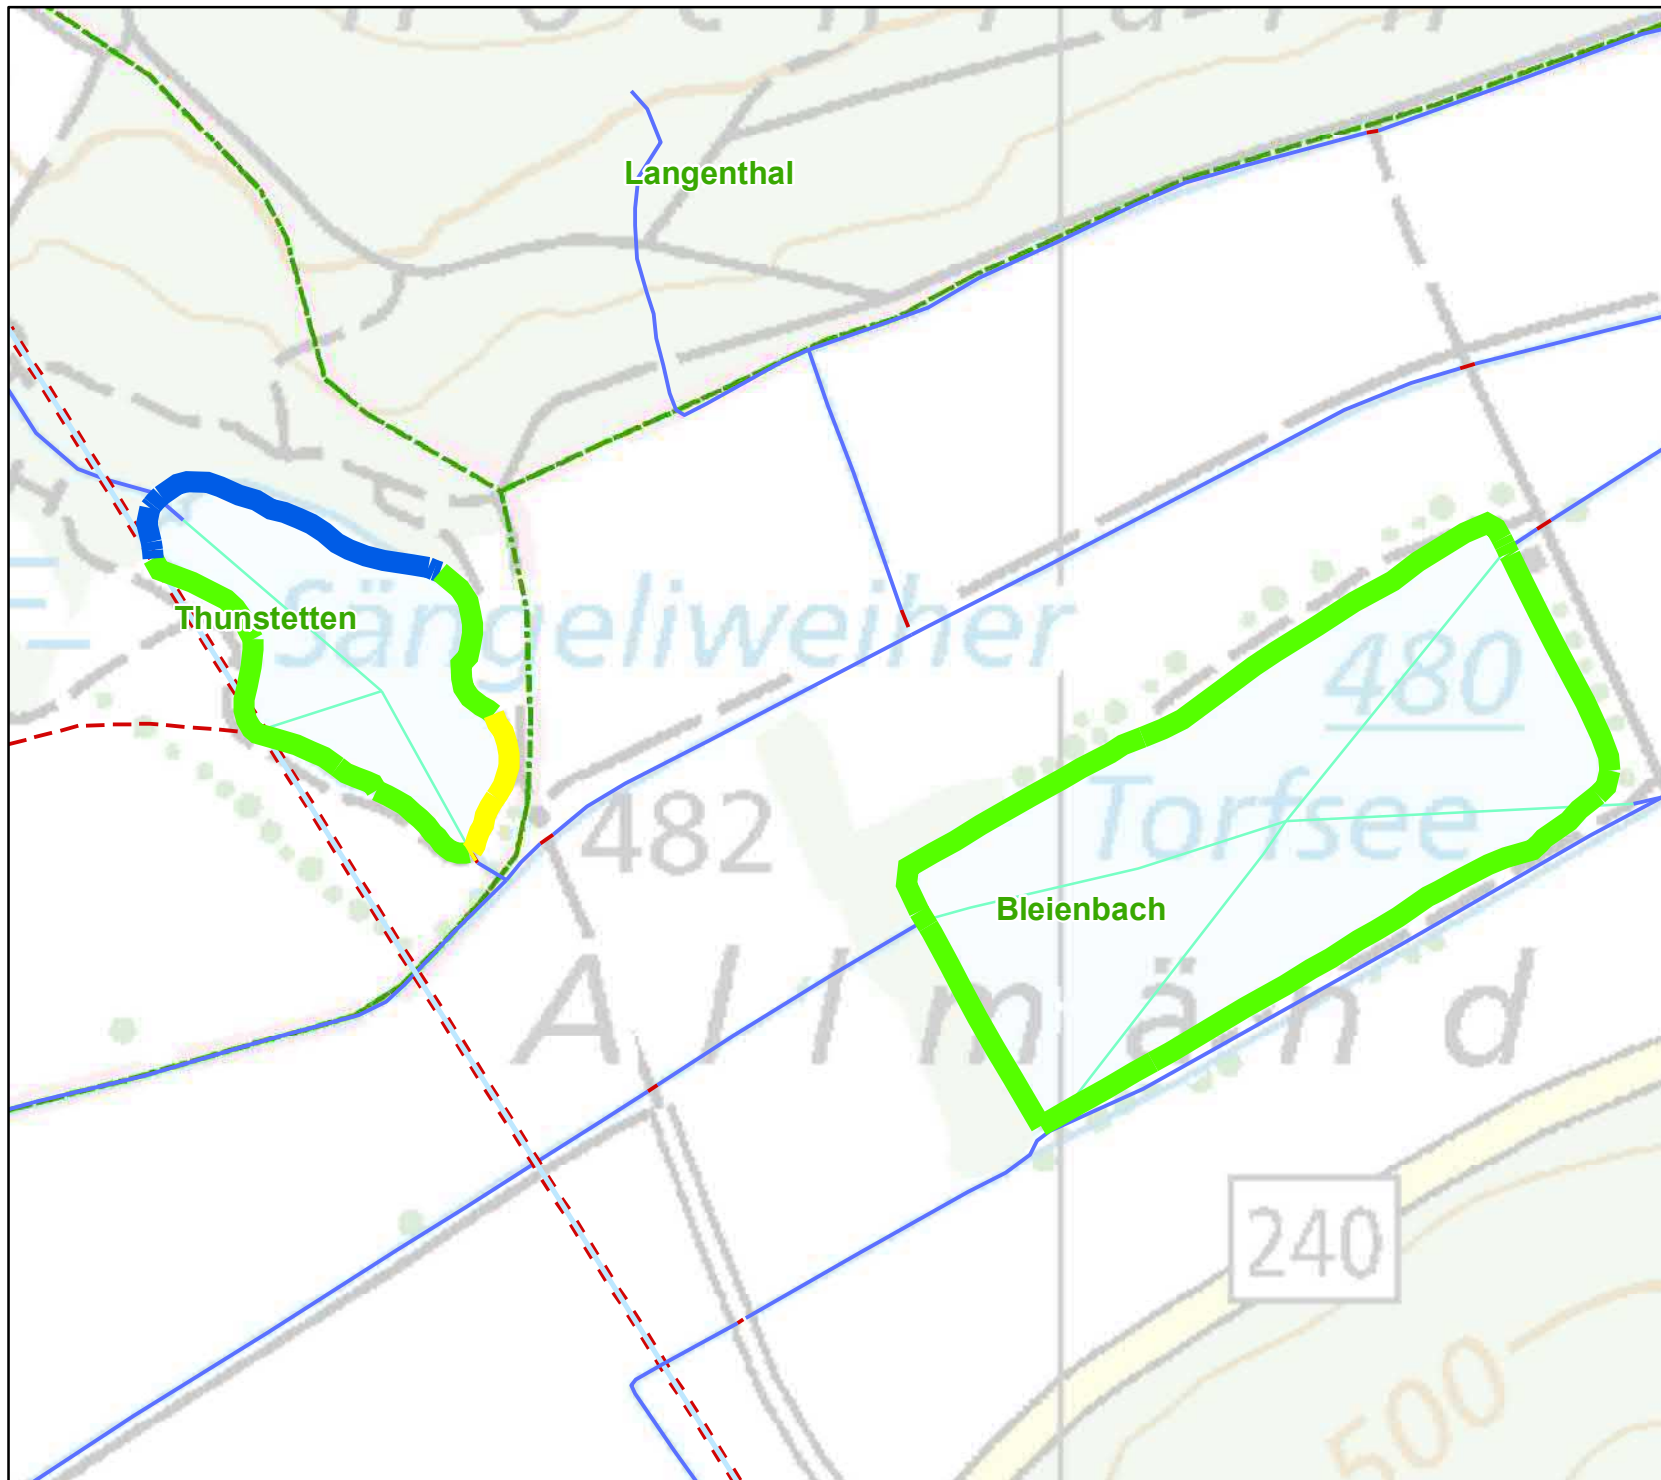 Langenthal
Thunstetten
Sängeliweiher
480
Torfsee
482
Bleienbach
Allmänd
240
500